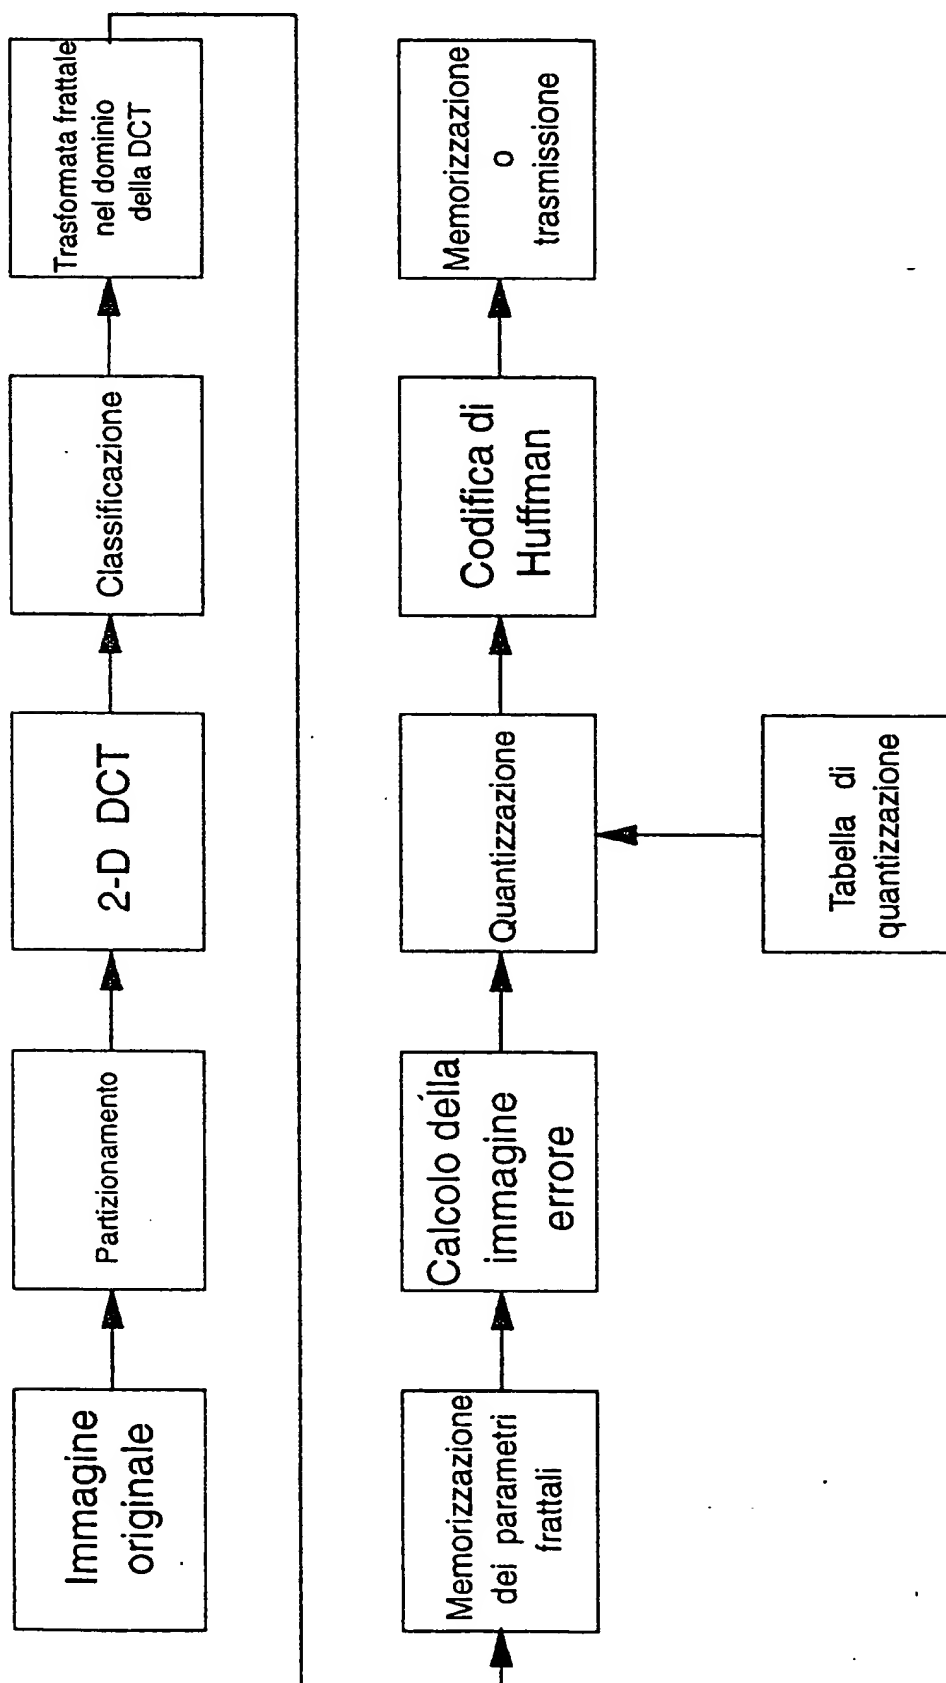 Immagine
originale
Partizionamento
2-D DCT
Classificazione
Trasformata frattale
nel dominio
della DCT
Memorizzazione
dei parametri
frattali
Calcolo della
immagine
errore
Quantizzazione
Codifica di
Huffman
Memorizzazione
o
trasmissione
Tabella di
quantizzazione